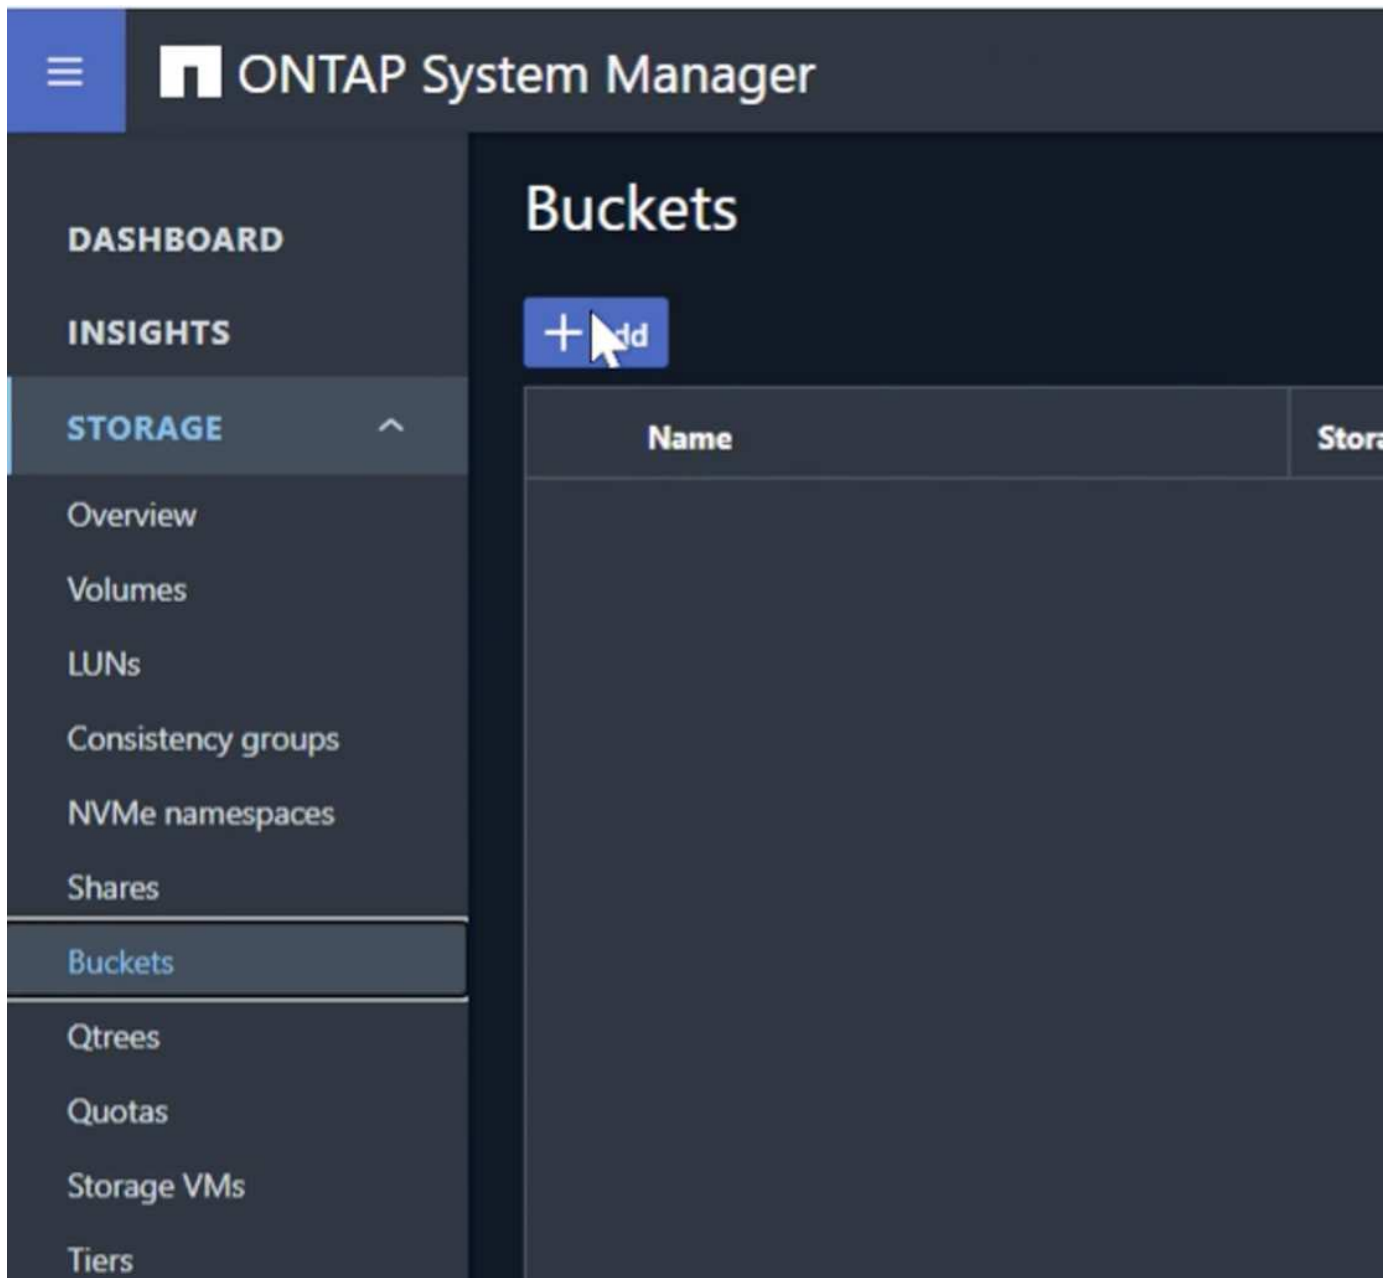 ONTAP System Manager
DASHBOARD
INSIGHTS
STORAGE
Overview
Volumes
LUNs
Consistency groups
NVMe namespaces
Shares
Buckets
Qtrees
Quotas
Storage VMs
Tiers
Buckets
Name